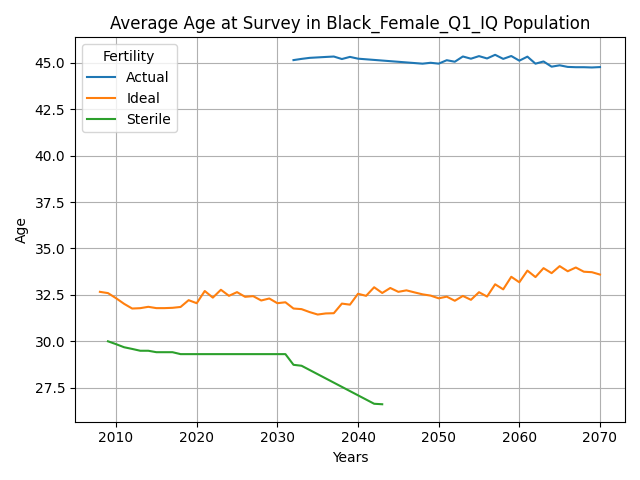 Average Age at Survey in Black_Female_Q1_IQ Population
Fertility
Actual
Ideal
Sterile
Age
45.0
42.5
40.0
37.5
35.0
32.5
30.0
27.5
2010 2020 2030 2040 2050 2060 2070
Years